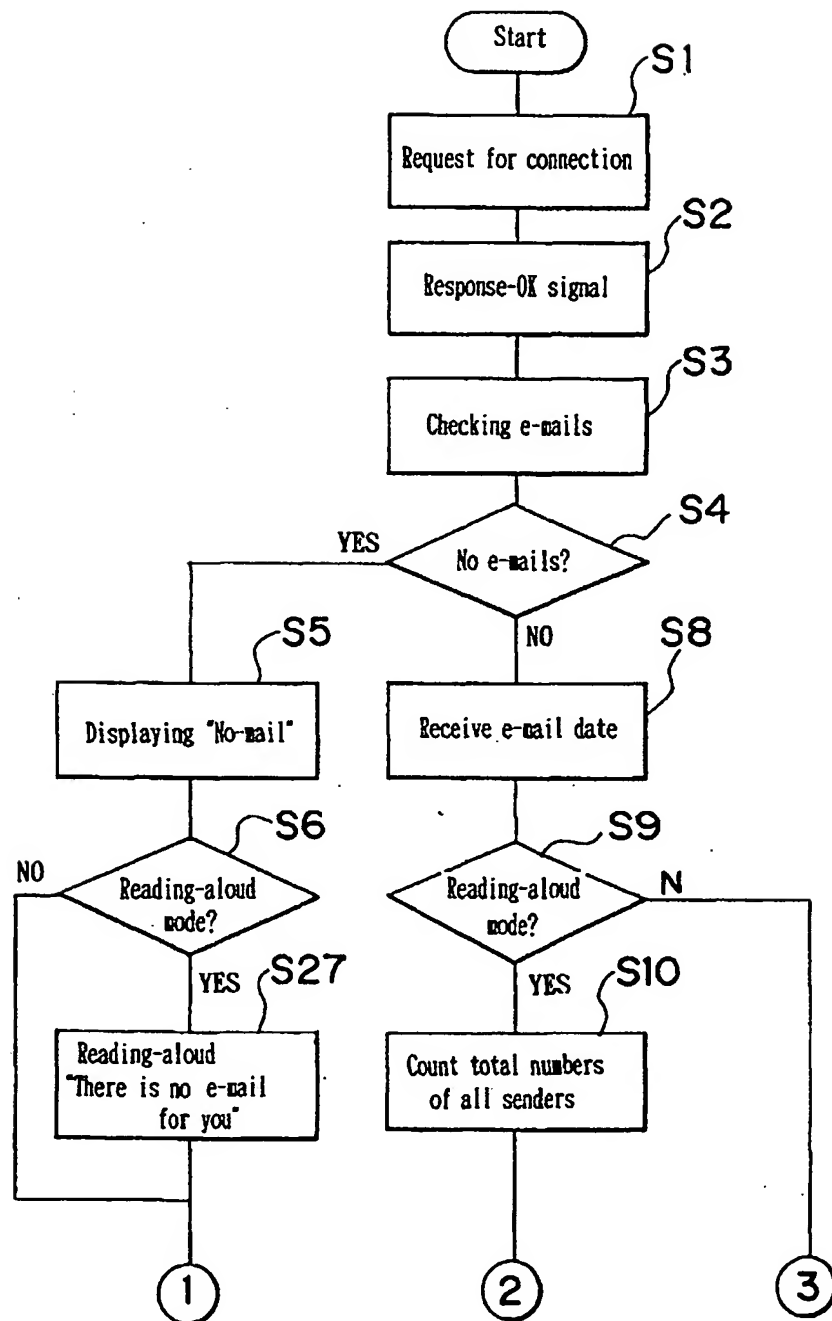 Start
S1
Request for connection
S2
Response-OK signal
S3
Checking e-mails
S4
YES
No e-mails?
NO
S5
S8
Displaying "No-mail"
Receive e-mail date
S6
S9
NO
Reading-aloud
mode?
Reading-aloud
mode?
N
YES
S27
YES
S10
Reading-aloud
"There is no e-mail
for you"
Count total numbers
of all senders
1
2
3